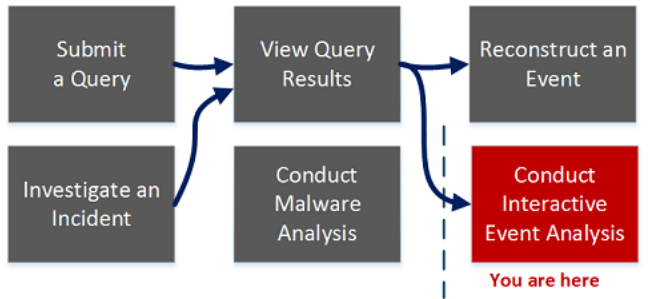 Submit
a Query
View Query
Results
Reconstruct an
Event
Investigate an
Incident
Conduct
Malware
Analysis
Conduct
Interactive
Event Analysis
You are here